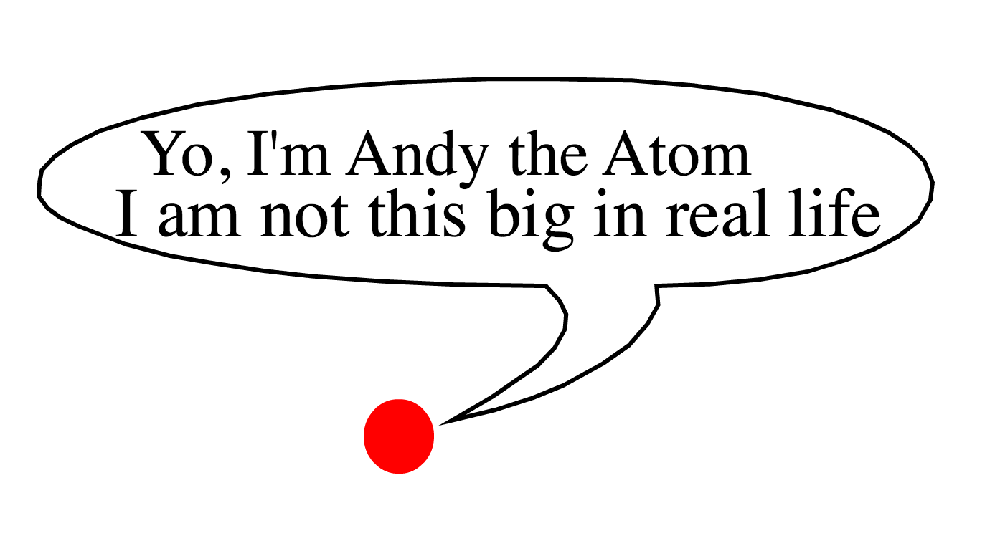 Yo, I'm Andy the Atom
I am not this big in real life